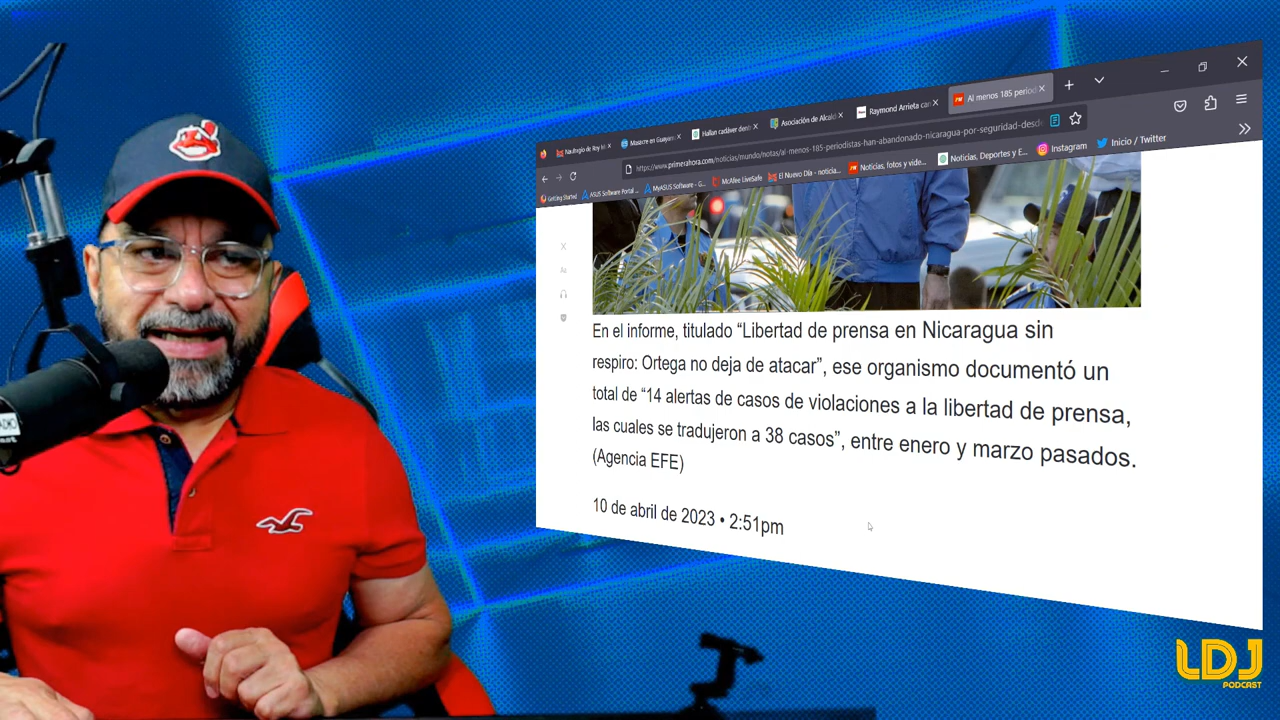 Masacre en Guayam
Hallan cadáver den
Asociación de Alcald
Raymond Arrieta can
Al menos 185 period
https://www.primerahora.com/noticias/mundo/notas/al-menos-185-periodistas-han-abandonado-nicaragua-por-seguridad-desd
Getting Started
ASUS Software Portal ...
MyASUS Software - G...
McAfee LiveSafe
El Nuevo Día - noticia...
Noticias, fotos y vide...
Noticias, Deportes y E...
Instagram
Inicio / Twitter
En el informe, titulado “Libertad de prensa en Nicaragua sin
respiro: Ortega no deja de atacar”, ese organismo documentó un
total de “14 alertas de casos de violaciones a la libertad de prensa,
las cuales se tradujeron a 38 casos”, entre enero y marzo pasados.
(Agencia EFE)
10 de abril de 2023 • 2:51pm
LDJ
PODCAST